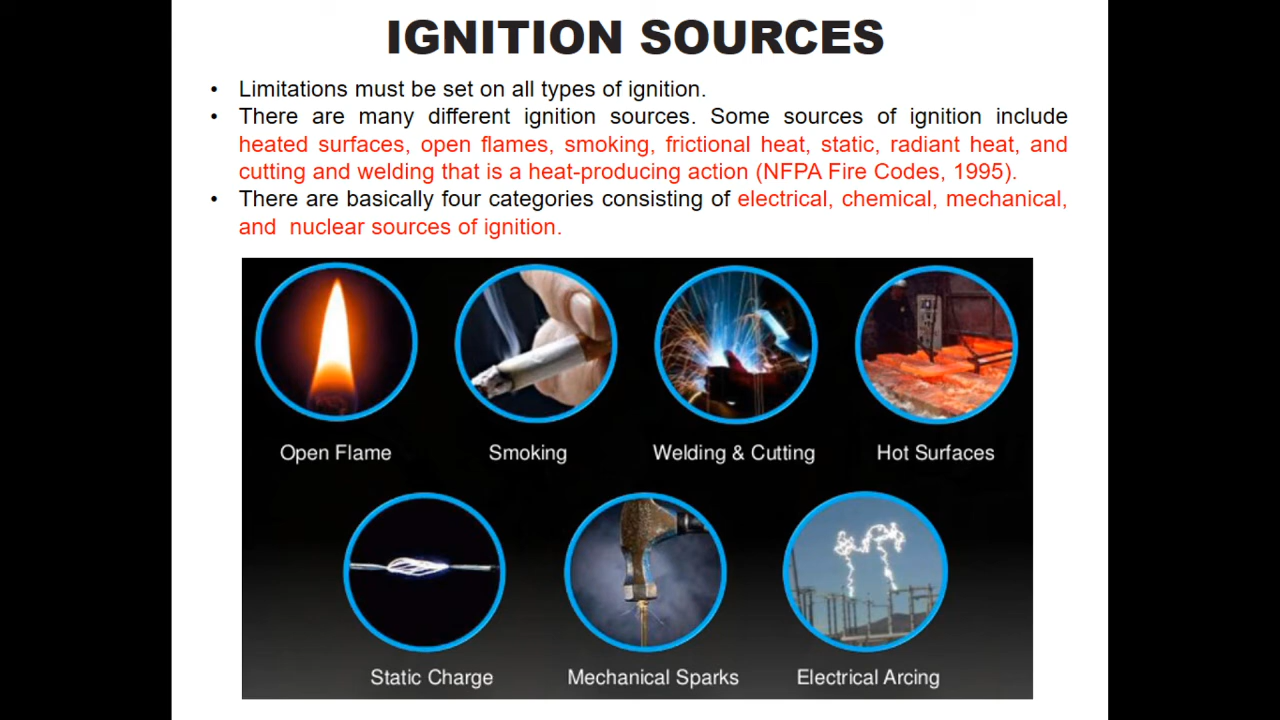 IGNITION SOURCES
• Limitations must be set on all types of ignition.
• There are many different ignition sources. Some sources of ignition include
heated surfaces, open flames, smoking, frictional heat, static, radiant heat, and
cutting and welding that is a heat-producing action (NFPA Fire Codes, 1995).
• There are basically four categories consisting of electrical, chemical, mechanical,
and nuclear sources of ignition.
Open Flame
Smoking
Welding & Cutting
Hot Surfaces
Static Charge
Mechanical Sparks
Electrical Arcing